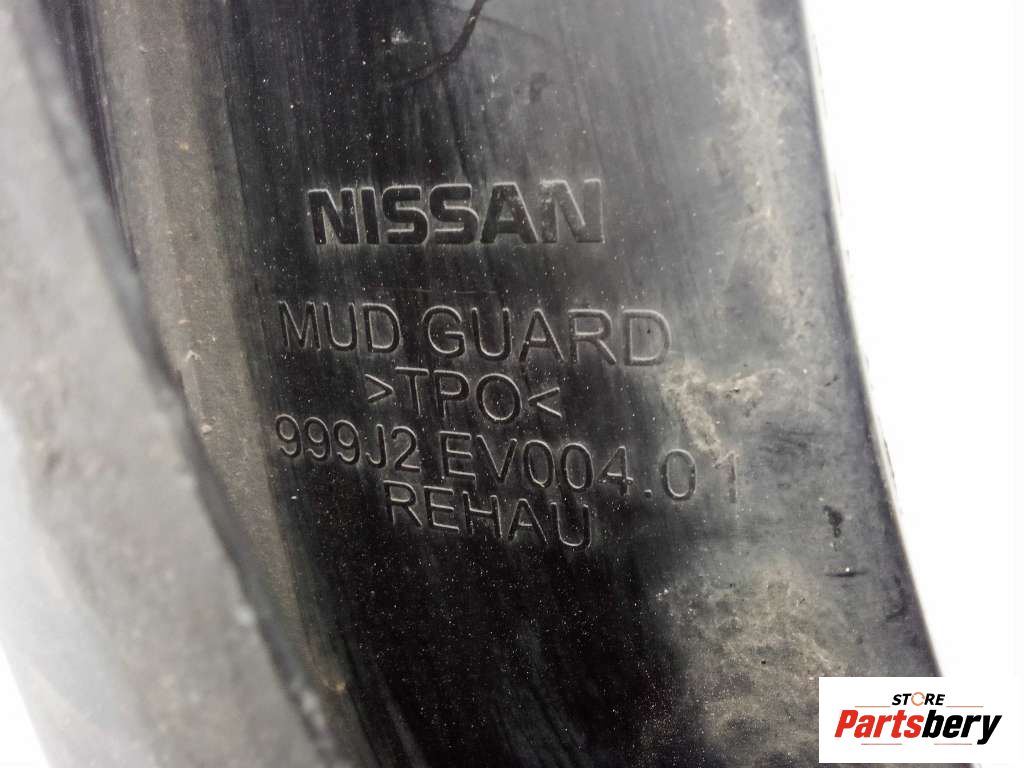 NISSAN
MUD GUARD
>TPO<
999J2 EV004.01
REHAU
STORE
Partsbery